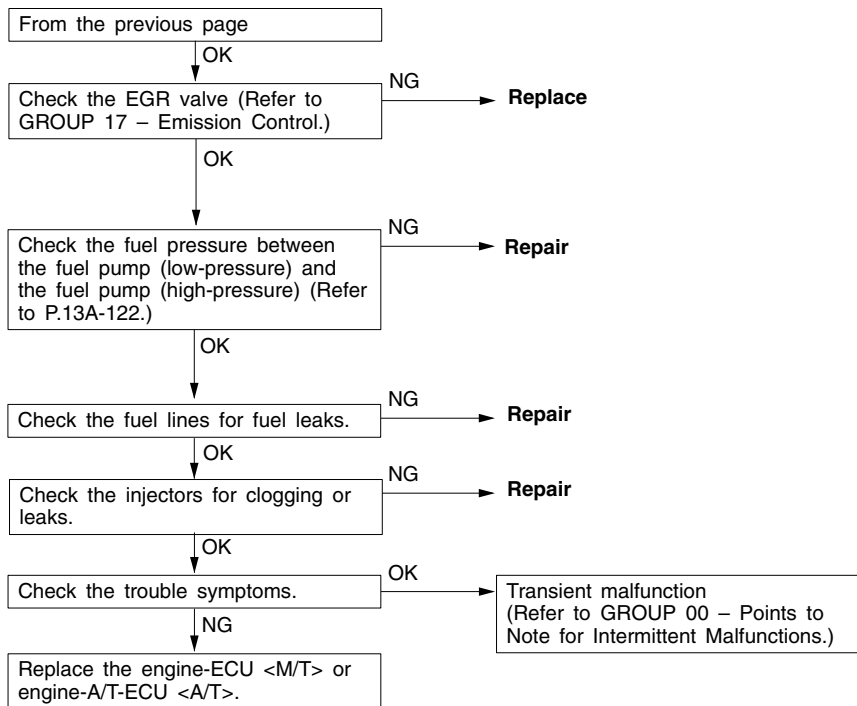 From the previous page
OK
Check the EGR valve (Refer to
GROUP 17 – Emission Control.)
NG
Replace
OK
Check the fuel pressure between
the fuel pump (low-pressure) and
the fuel pump (high-pressure) (Refer
to P.13A-122.)
NG
Repair
OK
Check the fuel lines for fuel leaks.
NG
Repair
OK
Check the injectors for clogging or
leaks.
NG
Repair
OK
Check the trouble symptoms.
OK
Transient malfunction
(Refer to GROUP 00 – Points to
Note for Intermittent Malfunctions.)
NG
Replace the engine-ECU <M/T> or
engine-A/T-ECU <A/T>.